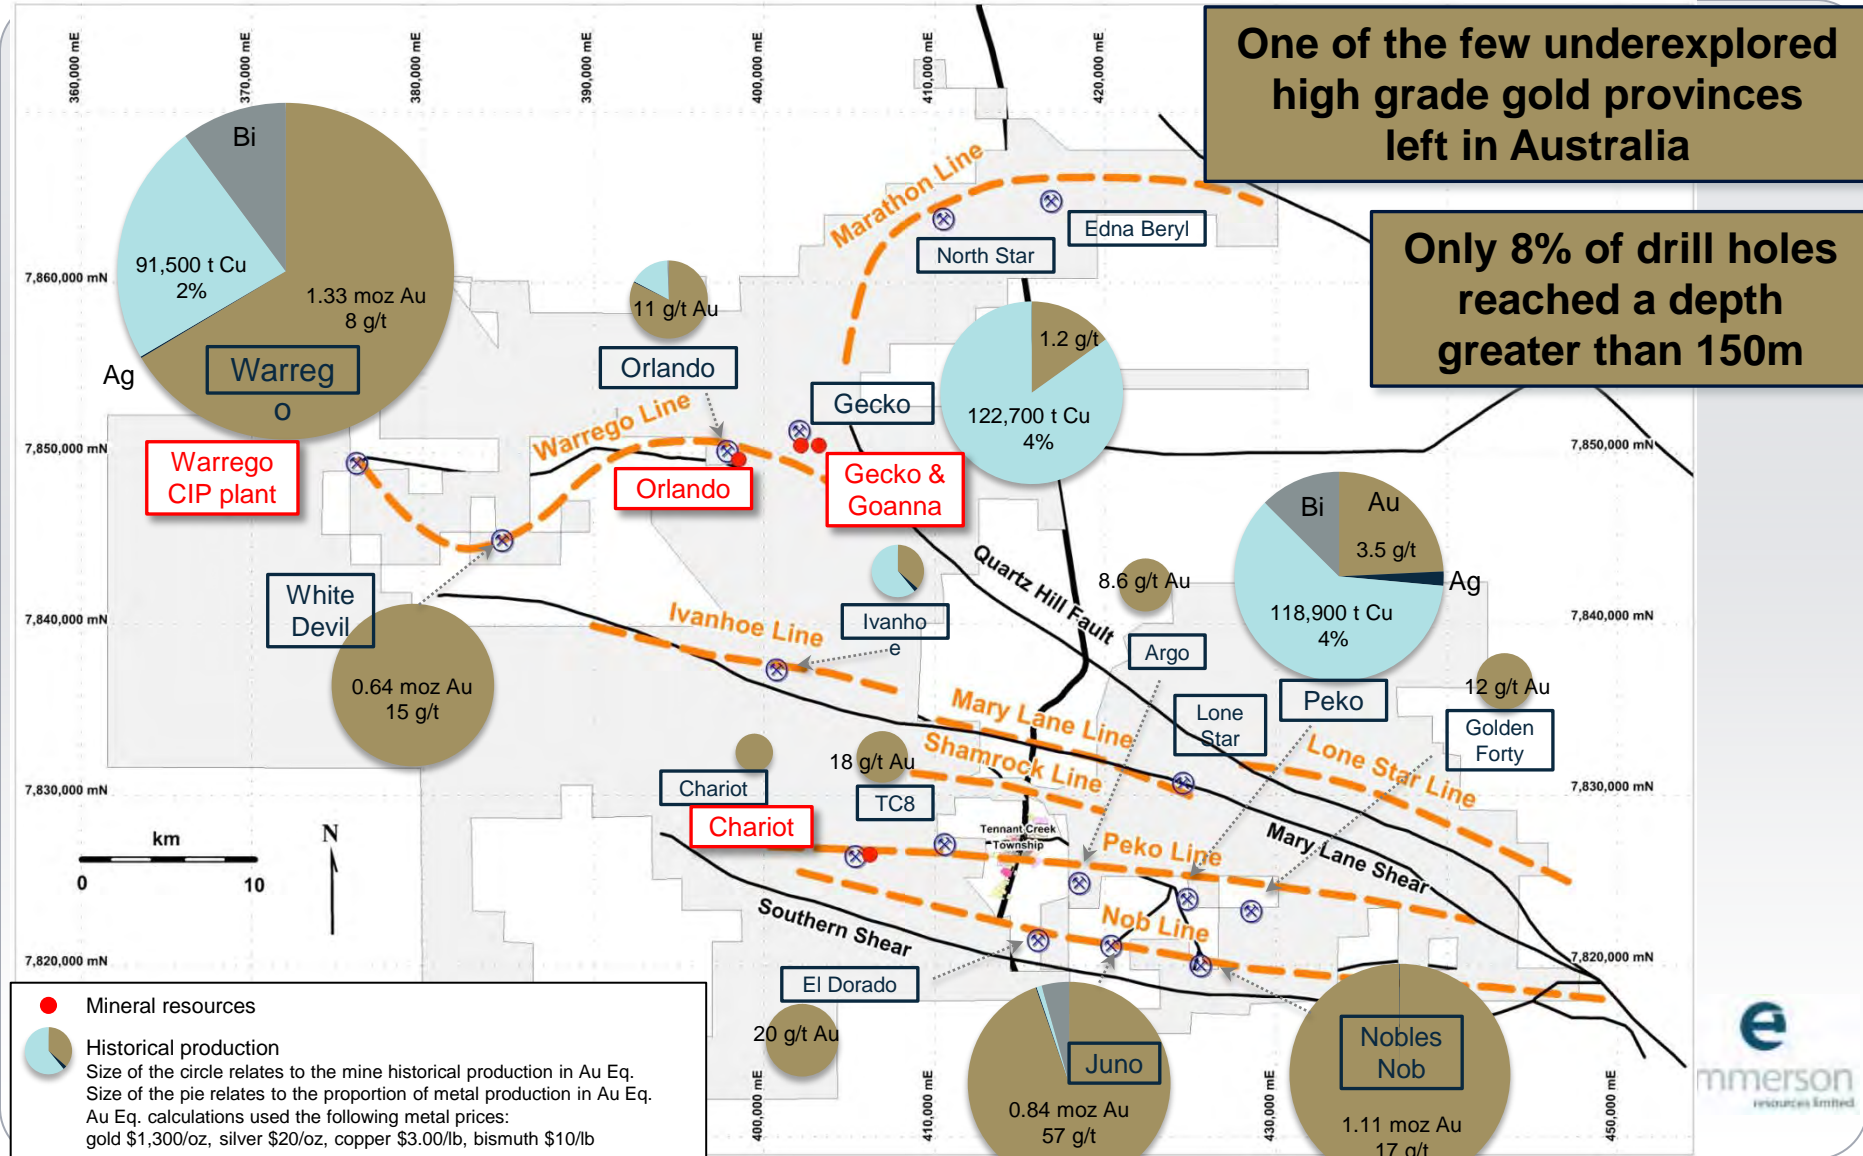 360,000 mE
370,000 mE
380,000 mE
390,000 mE
400,000 mE
410,000 mE
420,000 mE
One of the few underexplored
high grade gold provinces
left in Australia
Only 8% of drill holes
reached a depth
greater than 150m
Bi
91,500 t Cu
2%
1.33 moz Au
8 g/t
Ag
Warreg
o
Warrego
CIP plant
7,860,000 mN
7,850,000 mN
7,840,000 mN
7,830,000 mN
7,820,000 mN
11 g/t Au
Orlando
Warrego Line
Orlando
Marathon Line
North Star
Edna Beryl
Gecko
Gecko &
Goanna
1.2 g/t
122,700 t Cu
4%
7,850,000 mN
7,840,000 mN
7,830,000 mN
7,820,000 mN
White
Devil
0.64 moz Au
15 g/t
Ivanhoe Line
Ivanho
e
Quartz Hill Fault
8.6 g/t Au
Argo
Bi
Au
3.5 g/t
Ag
118,900 t Cu
4%
Peko
Lone
Star
12 g/t Au
Golden
Forty
Mary Lane Line
Shamrock Line
Lone Star Line
Chariot
Chariot
18 g/t Au
TC8
Tennant Creek
Township
Peko Line
Mary Lane Shear
Nob Line
Southern Shear
El Dorado
20 g/t Au
Juno
0.84 moz Au
57 g/t
Nobles
Nob
1.11 moz Au
17 g/t
km
0
10
N
Mineral resources
Historical production
Size of the circle relates to the mine historical production in Au Eq.
Size of the pie relates to the proportion of metal production in Au Eq.
Au Eq. calculations used the following metal prices:
gold $1,300/oz, silver $20/oz, copper $3.00/lb, bismuth $10/lb
400,000 mE
410,000 mE
430,000 mE
450,000 mE
e
mmerson
resources limited